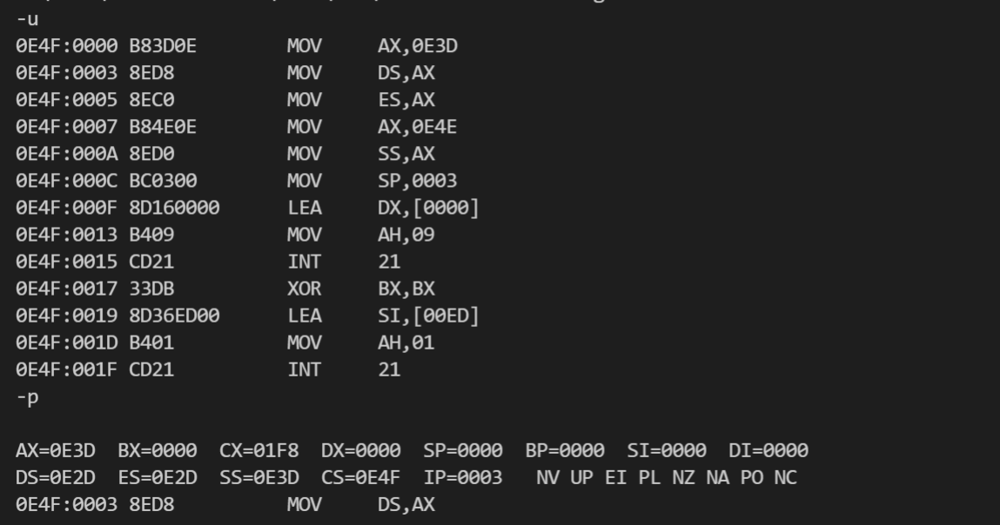 -u
0E4F:0000 B83D0E MOV AX,0E3D
0E4F:0003 8ED8 MOV DS,AX
0E4F:0005 8EC0 MOV ES,AX
0E4F:0007 B84E0E MOV AX,0E4E
0E4F:000A 8ED0 MOV SS,AX
0E4F:000C BC0300 MOV SP,0003
0E4F:000F 8D160000 LEA DX,[0000]
0E4F:0013 B409 MOV AH,09
0E4F:0015 CD21 INT 21
0E4F:0017 33DB XOR BX,BX
0E4F:0019 8D36ED00 LEA SI,[00ED]
0E4F:001D B401 MOV AH,01
0E4F:001F CD21 INT 21
-p
AX=0E3D BX=0000 CX=01F8 DX=0000 SP=0000 BP=0000 SI=0000 DI=0000
DS=0E2D ES=0E2D SS=0E3D CS=0E4F IP=0003 NV UP EI PL NZ NA PO NC
0E4F:0003 8ED8 MOV DS,AX